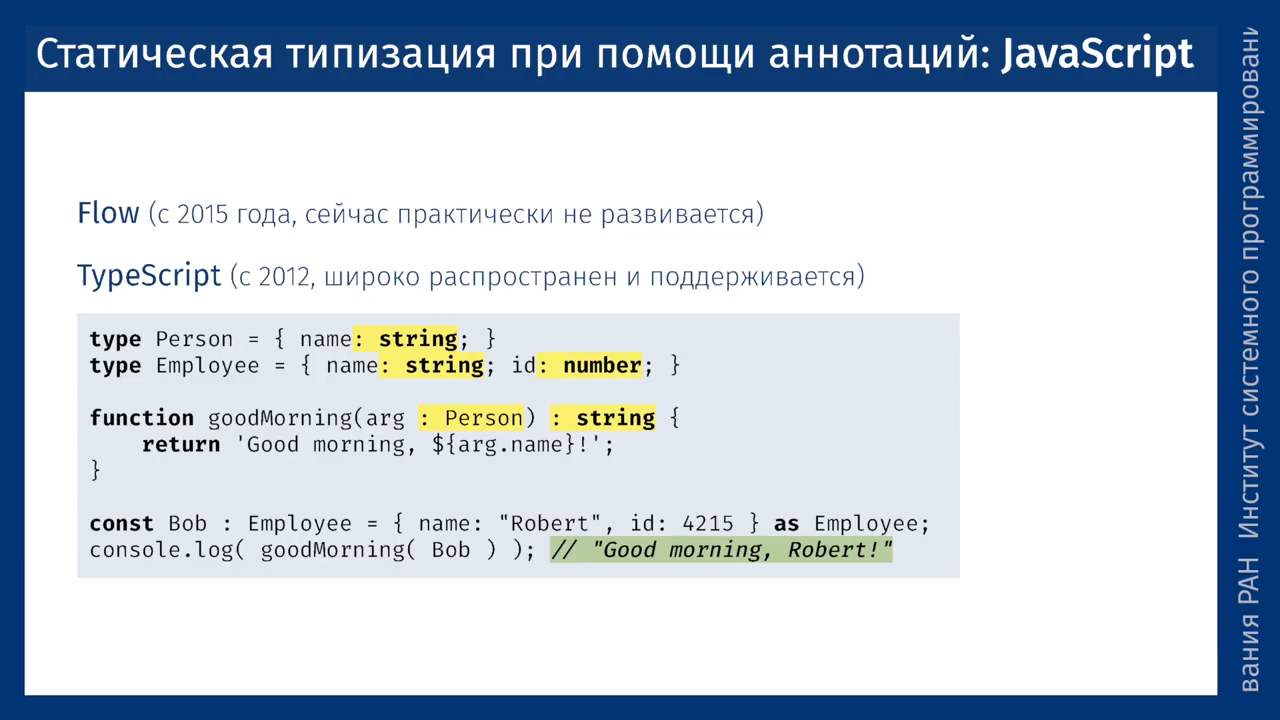 Статическая типизация при помощи аннотаций: JavaScript
Flow (с 2015 года, сейчас практически не развивается)
TypeScript (с 2012, широко распространен и поддерживается)
type Person = { name: string; }
type Employee = { name: string; id: number; }
function goodMorning(arg : Person) : string {
    return 'Good morning, ${arg.name}!';
}
const Bob : Employee = { name: "Robert", id: 4215 } as Employee;
console.log( goodMorning( Bob ) ); // "Good morning, Robert!"
вания РАН Институт системного программировани